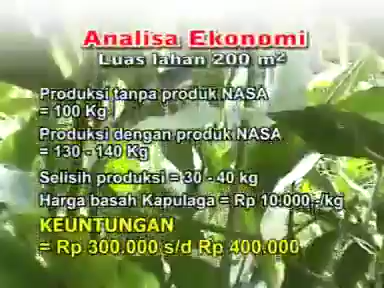 Analisa Ekonomi
Luas lahan 200 m²
Produksi tanpa produk NASA
= 100 Kg
Produksi dengan produk NASA
= 130 - 140 Kg
Selisih produksi = 30 - 40 kg
Harga basah Kapulaga = Rp 10.000,-/kg
KEUNTUNGAN
= Rp 300.000 s/d Rp 400.000